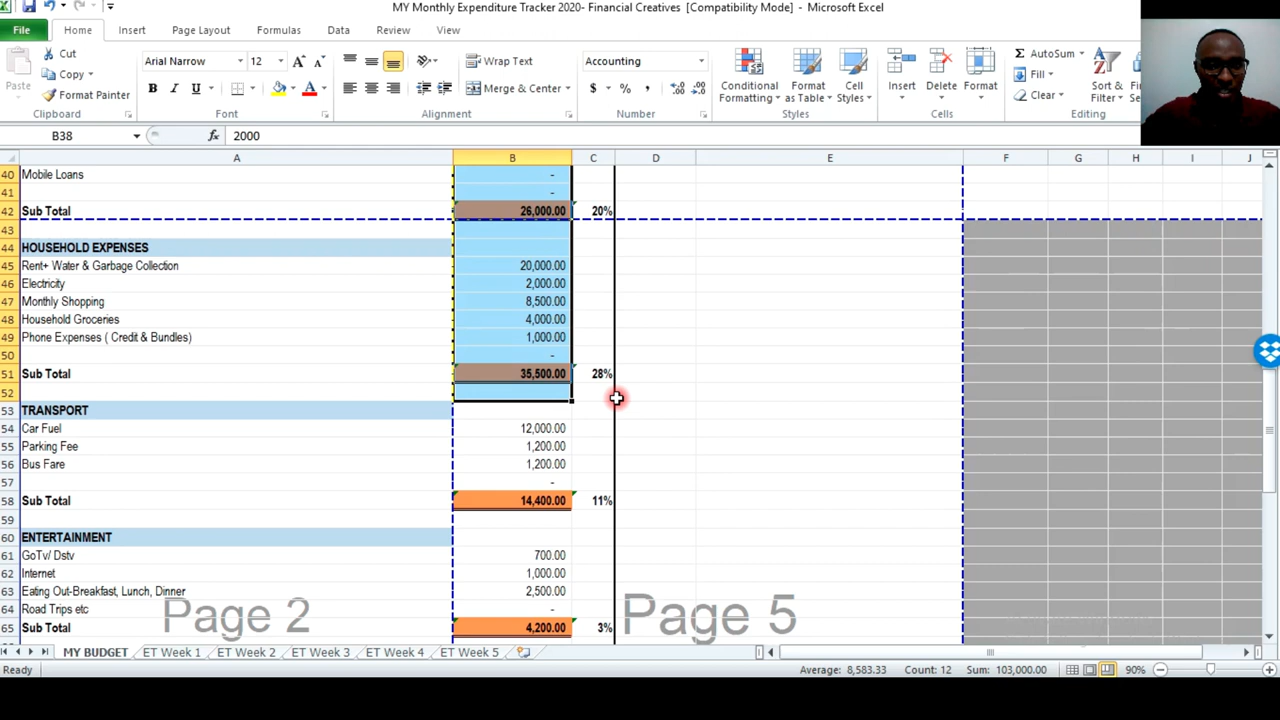 MY Monthly Expenditure Tracker 2020- Financial Creatives [Compatibility Mode] - Microsoft Excel
File Home Insert Page Layout Formulas Data Review View
Cut
Copy
Format Painter
Paste
Clipboard
Arial Narrow 12 A A
B I U A
Font
Wrap Text
Merge & Center
Alignment
Accounting
$ % ,
Number
Conditional Formatting
Format as Table
Cell Styles
Styles
Insert Delete Format
Cells
AutoSum
Fill
Clear
Sort & Filter
Editing
B38 fx 2000
A B C D E F G H I J
40 Mobile Loans -
41 -
42 Sub Total 26,000.00 20%
43
44 HOUSEHOLD EXPENSES
45 Rent+ Water & Garbage Collection 20,000.00
46 Electricity 2,000.00
47 Monthly Shopping 8,500.00
48 Household Groceries 4,000.00
49 Phone Expenses ( Credit & Bundles) 1,000.00
50 -
51 Sub Total 35,500.00 28%
52
53 TRANSPORT
54 Car Fuel 12,000.00
55 Parking Fee 1,200.00
56 Bus Fare 1,200.00
57 -
58 Sub Total 14,400.00 11%
59
60 ENTERTAINMENT
61 GoTv/ Dstv 700.00
62 Internet 1,000.00
63 Eating Out-Breakfast, Lunch, Dinner 2,500.00
64 Road Trips etc -
65 Sub Total 4,200.00 3%
Page 2 Page 5
MY BUDGET ET Week 1 ET Week 2 ET Week 3 ET Week 4 ET Week 5
Ready Average: 8,583.33 Count: 12 Sum: 103,000.00 90%